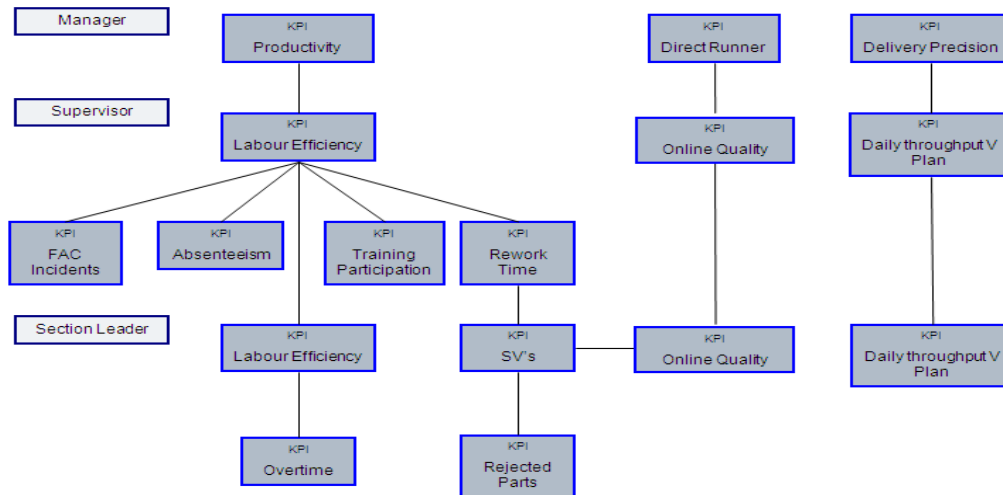 Manager
KPI
Productivity
KPI
Direct Runner
KPI
Delivery Precision
Supervisor
KPI
Labour Efficiency
KPI
Online Quality
KPI
Daily throughput V
Plan
KPI
FAC
Incidents
KPI
Absenteeism
KPI
Training
Participation
KPI
Rework
Time
Section Leader
KPI
Labour Efficiency
KPI
SV's
KPI
Online Quality
KPI
Daily throughput V
Plan
KPI
Overtime
KPI
Rejected
Parts